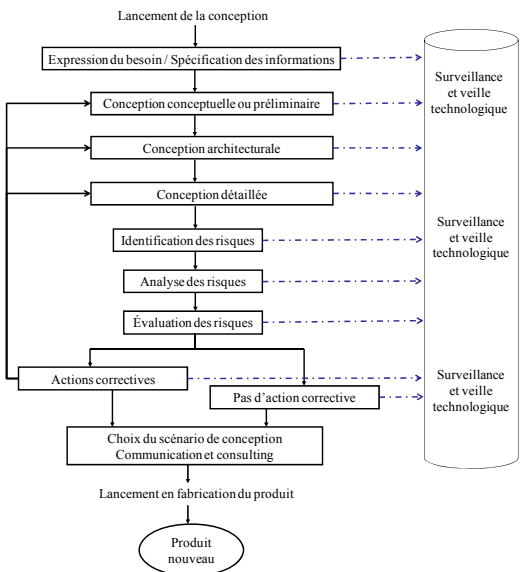 Lancement de la conception
Expression du besoin / Spécification des informations
Surveillance
et veille
technologique
Conception conceptuelle ou préliminaire
Conception architecturale
Conception détaillée
Surveillance
et veille
technologique
Identification des risques
Analyse des risques
Évaluation des risques
Actions correctives
Pas d'action corrective
Surveillance
et veille
technologique
Choix du scénario de conception
Communication et consulting
Lancement en fabrication du produit
Produit
nouveau